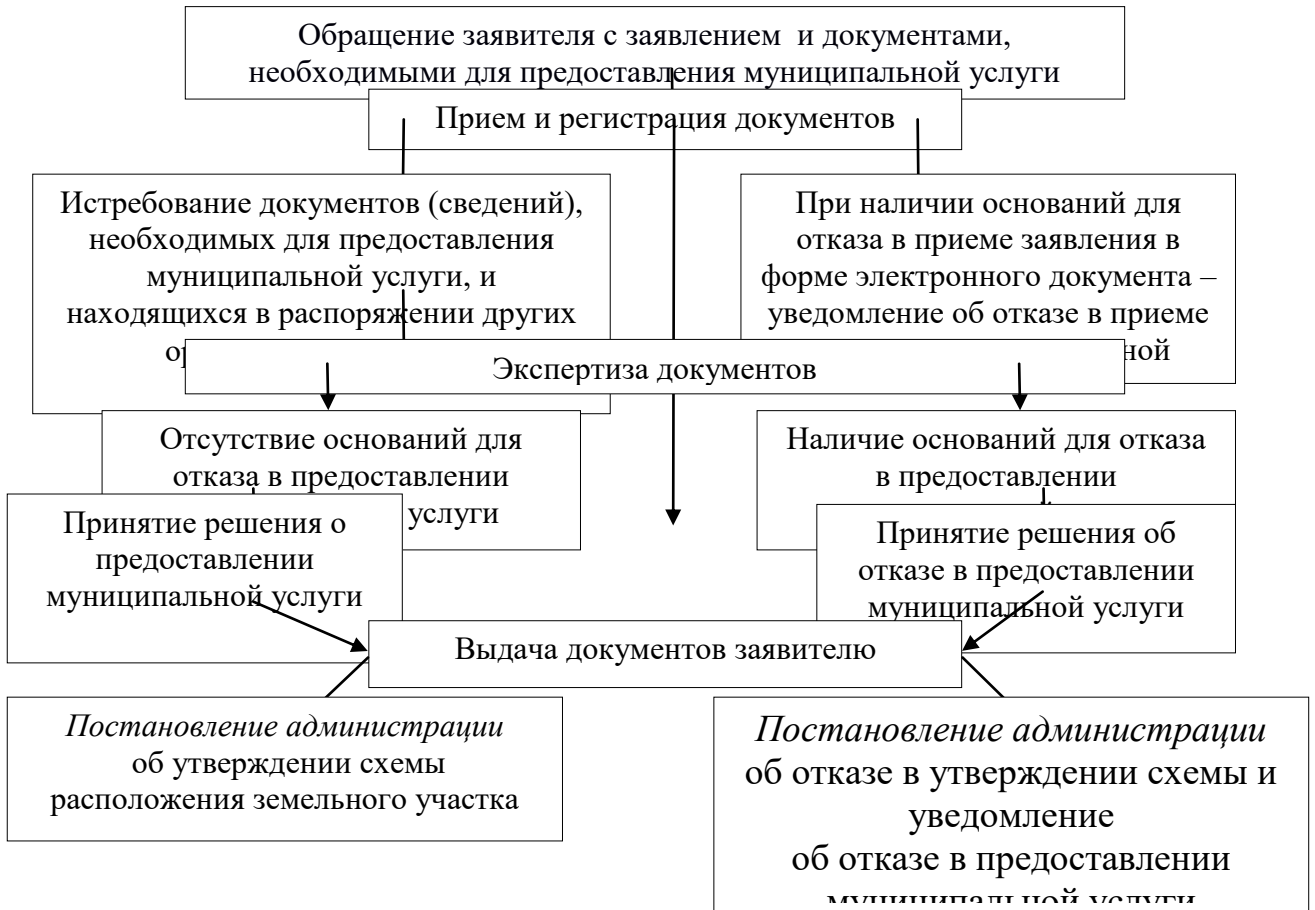 Обращение заявителя с заявлением и документами,
необходимыми для предоставления муниципальной услуги
Прием и регистрация документов
Истребование документов (сведений),
необходимых для предоставления
муниципальной услуги, и
находящихся в распоряжении других
При наличии оснований для
отказа в приеме заявления в
форме электронного документа –
уведомление об отказе в приеме
Экспертиза документов
Отсутствие оснований для
отказа в предоставлении
услуги
Наличие оснований для отказа
в предоставлении
Принятие решения о
предоставлении
муниципальной услуги
Принятие решения об
отказе в предоставлении
муниципальной услуги
Выдача документов заявителю
Постановление администрации
об утверждении схемы
расположения земельного участка
Постановление администрации
об отказе в утверждении схемы и
уведомление
об отказе в предоставлении
муниципальной услуги